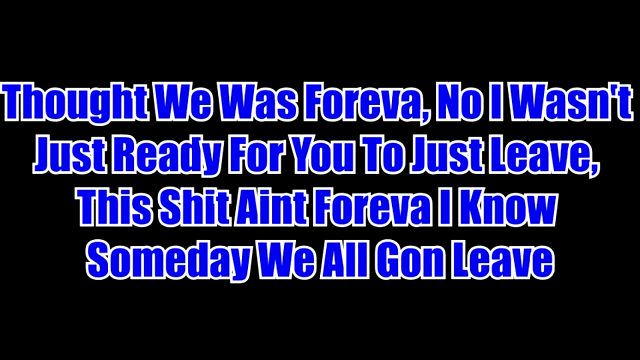 Thought We Was Foreva, No I Wasn't
Just Ready For You To Just Leave,
This Shit Aint Foreva I Know
Someday We All Gon Leave